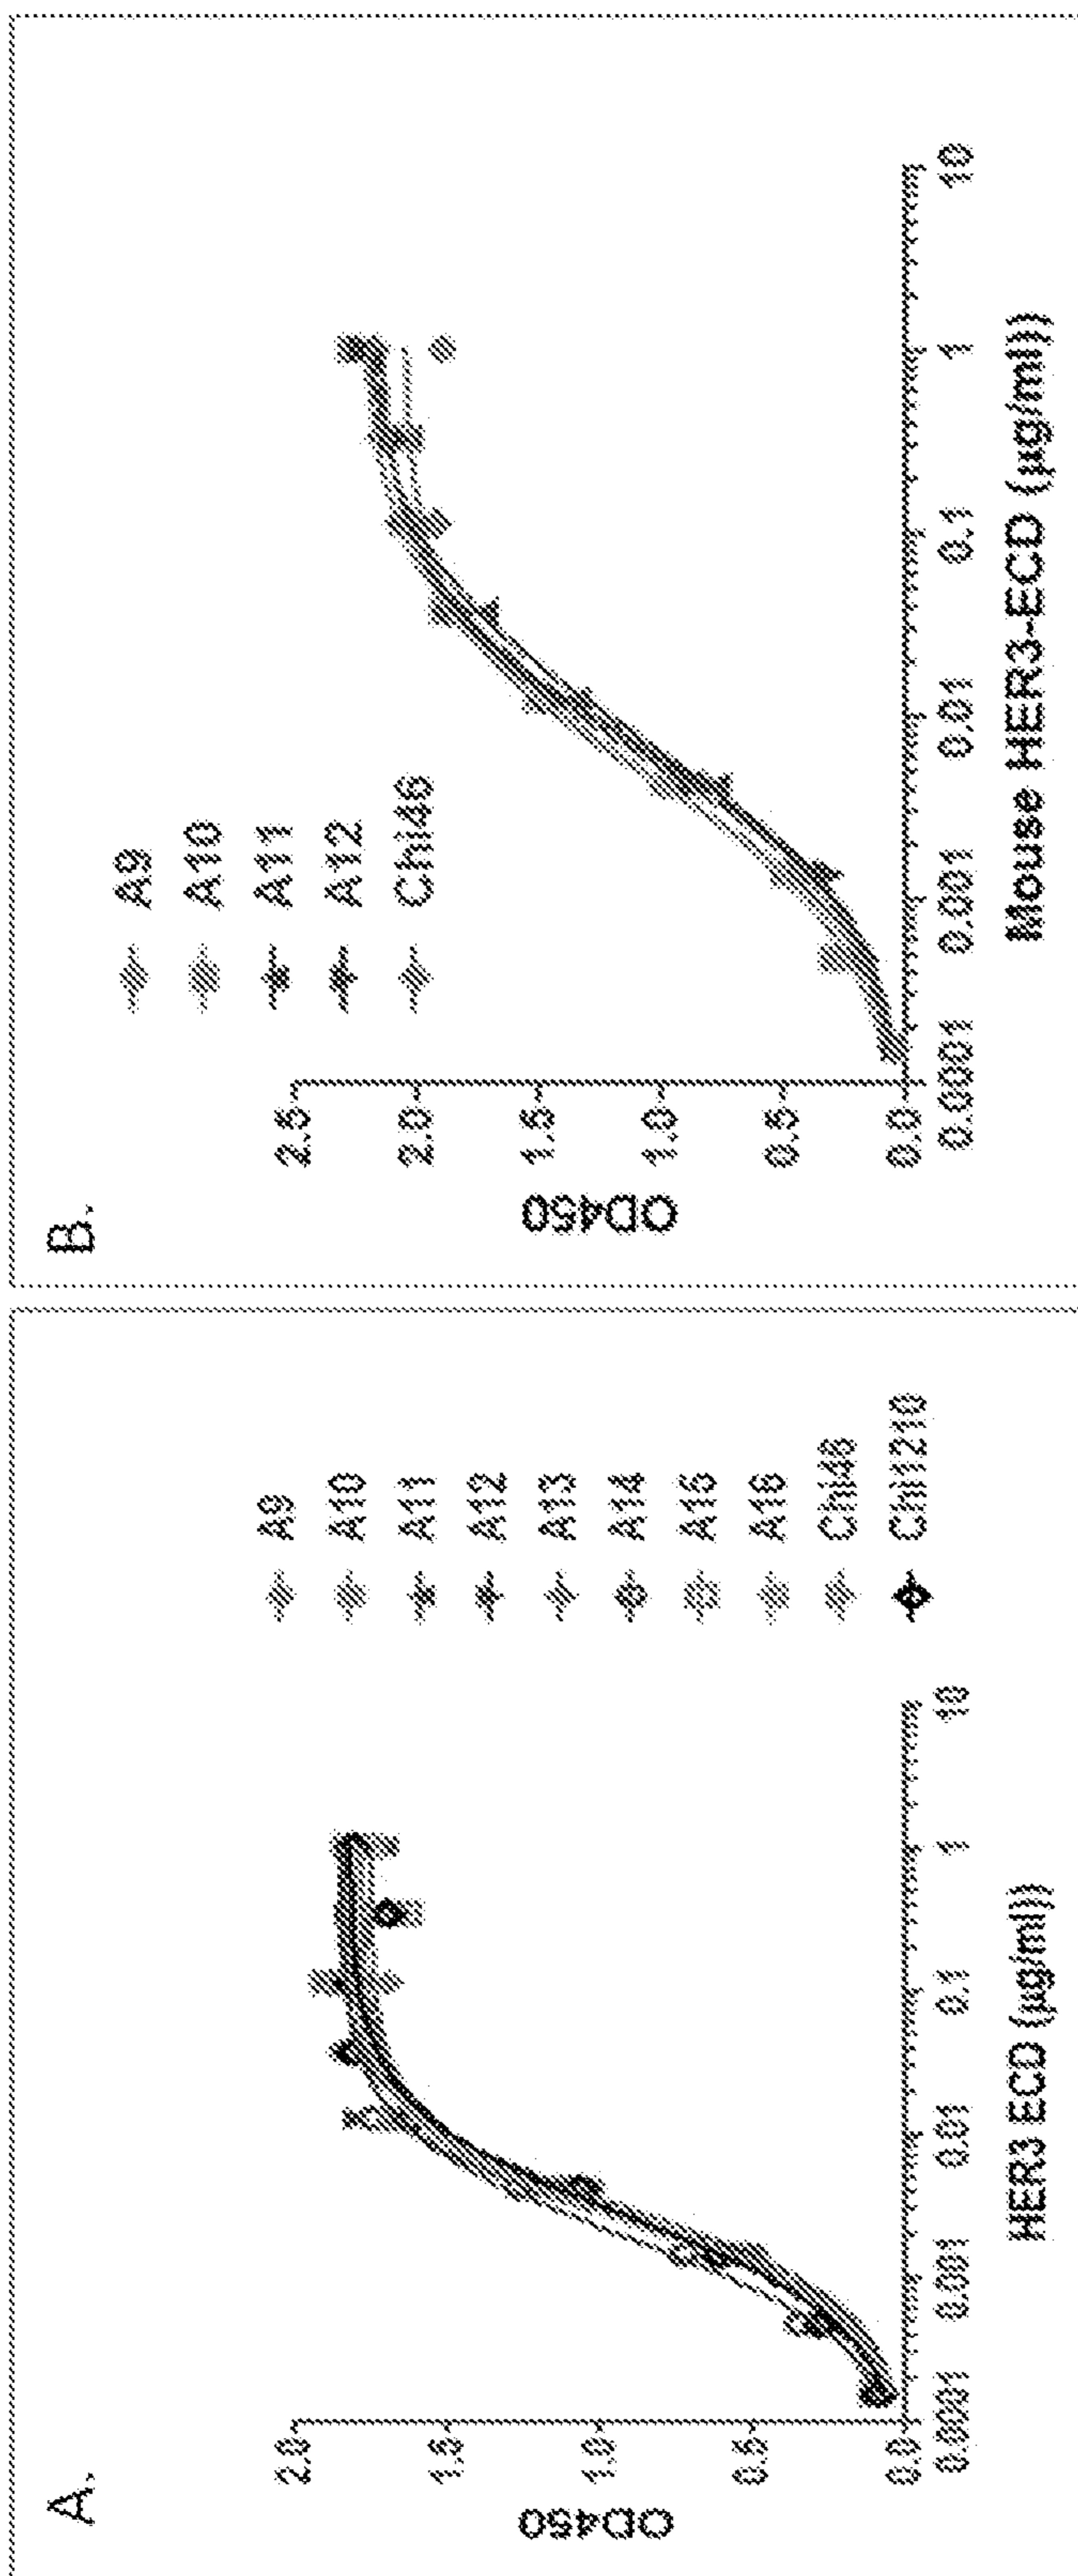 A.
OD450
2.0
1.5
1.0
0.5
0.0
0.0001
0.001
0.01
0.1
1
10
HER3 ECD (µg/ml))
A9
A10
A11
A12
A13
A14
A15
A16
Chi46
Chi1210
B.
OD450
2.5
2.0
1.5
1.0
0.5
0.0
0.0001
0.001
0.01
0.1
1
10
Mouse HER3-ECD (µg/ml))
A9
A10
A11
A12
Chi46